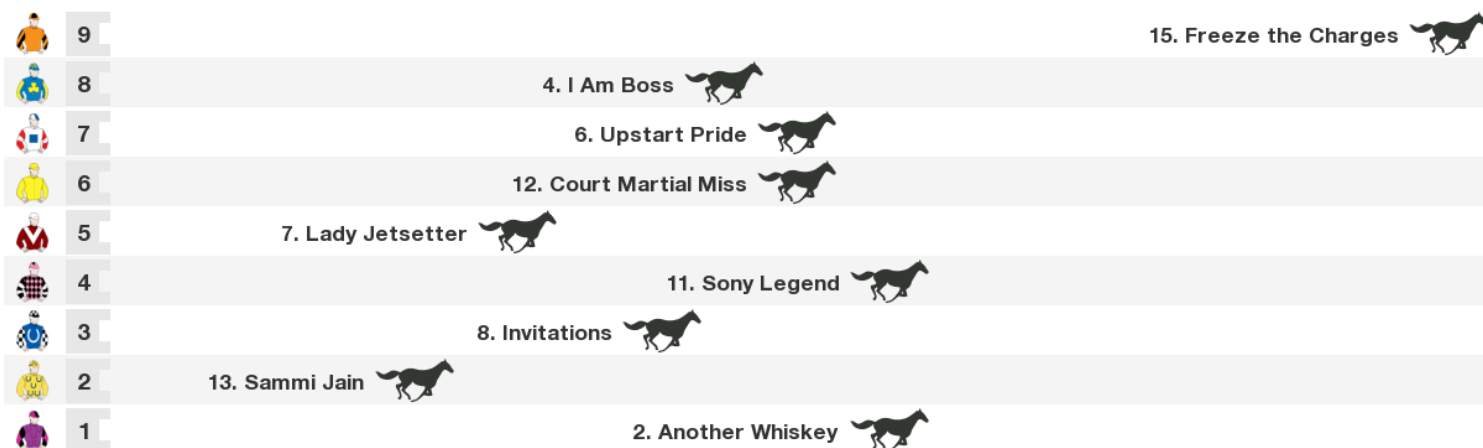 9 15. Freeze the Charges
8 4. I Am Boss
7 6. Upstart Pride
6 12. Court Martial Miss
5 7. Lady Jetsetter
4 11. Sony Legend
3 8. Invitations
2 13. Sammi Jain
1 2. Another Whiskey